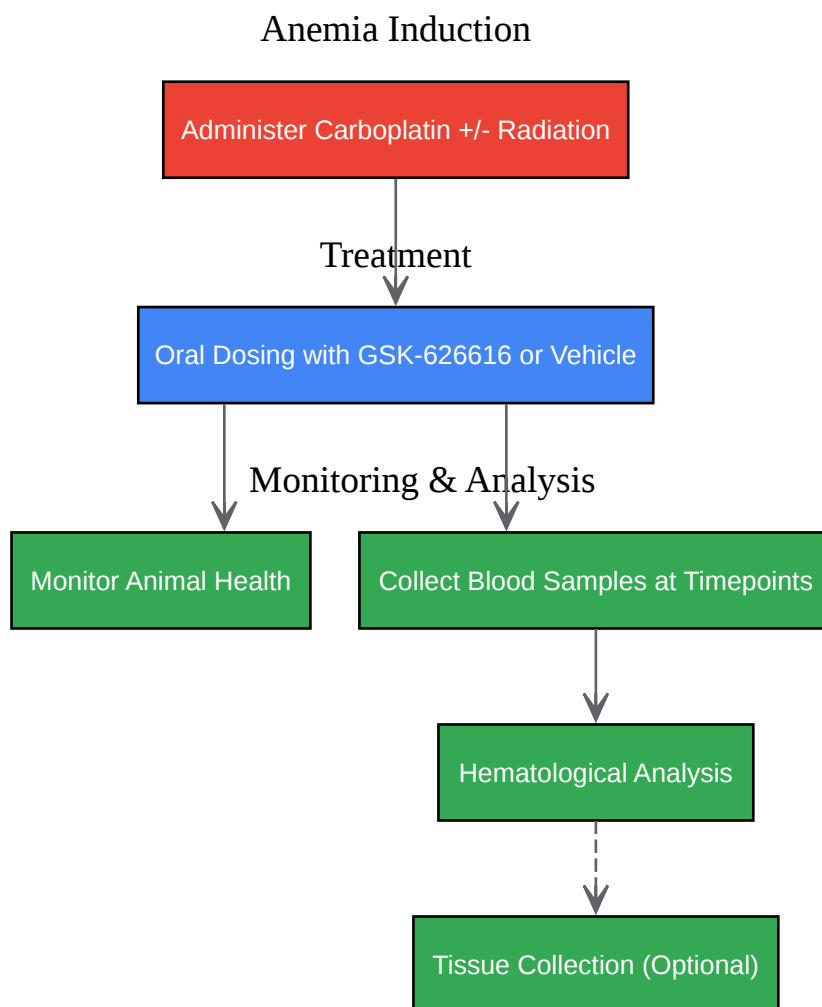 Anemia Induction
Administer Carboplatin +/- Radiation
Treatment
Oral Dosing with GSK-626616 or Vehicle
Monitoring & Analysis
Monitor Animal Health
Collect Blood Samples at Timepoints
Hematological Analysis
Tissue Collection (Optional)